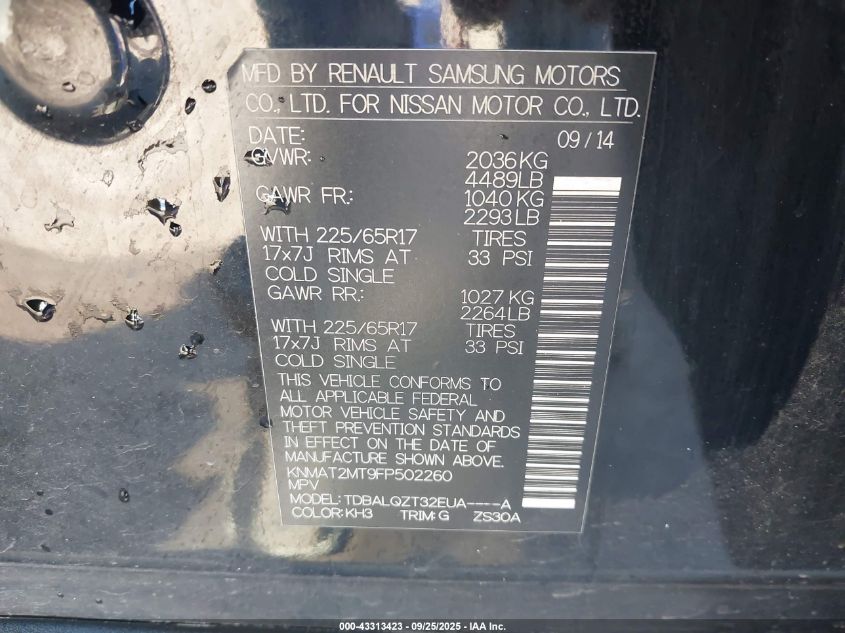 MFD BY RENAULT SAMSUNG MOTORS
CO., LTD. FOR NISSAN MOTOR CO., LTD.
DATE: 09/14
GVWR: 2036KG
4489LB
GAWR FR.: 1040KG
2293LB
WITH 225/65R17 TIRES
17x7J RIMS AT 33 PSI
COLD SINGLE
GAWR RR.: 1027KG
2264LB
WITH 225/65R17 TIRES
17x7J RIMS AT 33 PSI
COLD SINGLE
THIS VEHICLE CONFORMS TO
ALL APPLICABLE FEDERAL
MOTOR VEHICLE SAFETY AND
THEFT PREVENTION STANDARDS
IN EFFECT ON THE DATE OF
MANUFACTURE SHOWN ABOVE.
KNMAT2MT9FP502260
MPV
MODEL: TDBALQZT32EUA----A
COLOR:KH3 TRIM:G ZS30A
000-43313423 - 09/25/2025 - IAA Inc.